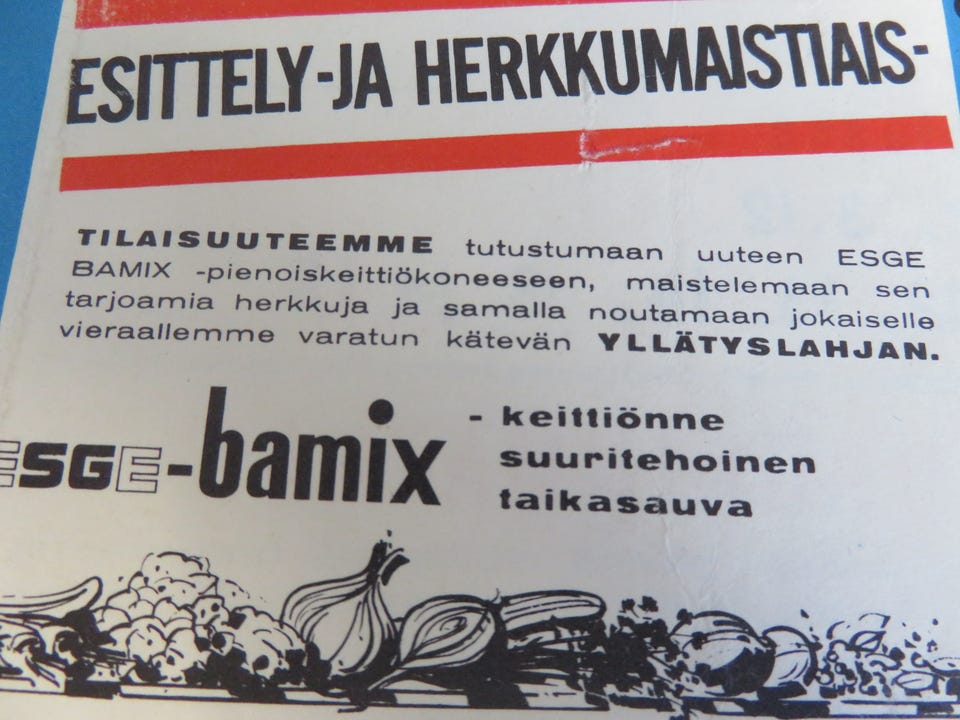 ESITTELY-JA HERKKUMAISTIAIS-
TILAISUUTEEMME tutustumaan uuteen ESGE
BAMIX -pienoiskeittiökoneeseen, maistelemaan sen
tarjoamia herkkuja ja samalla noutamaan jokaiselle
vieraallemme varatun kätevän YLLÄTYSLAHJAN.
ESGE-bamix - keittiönne
suuritehoinen
taikasauva